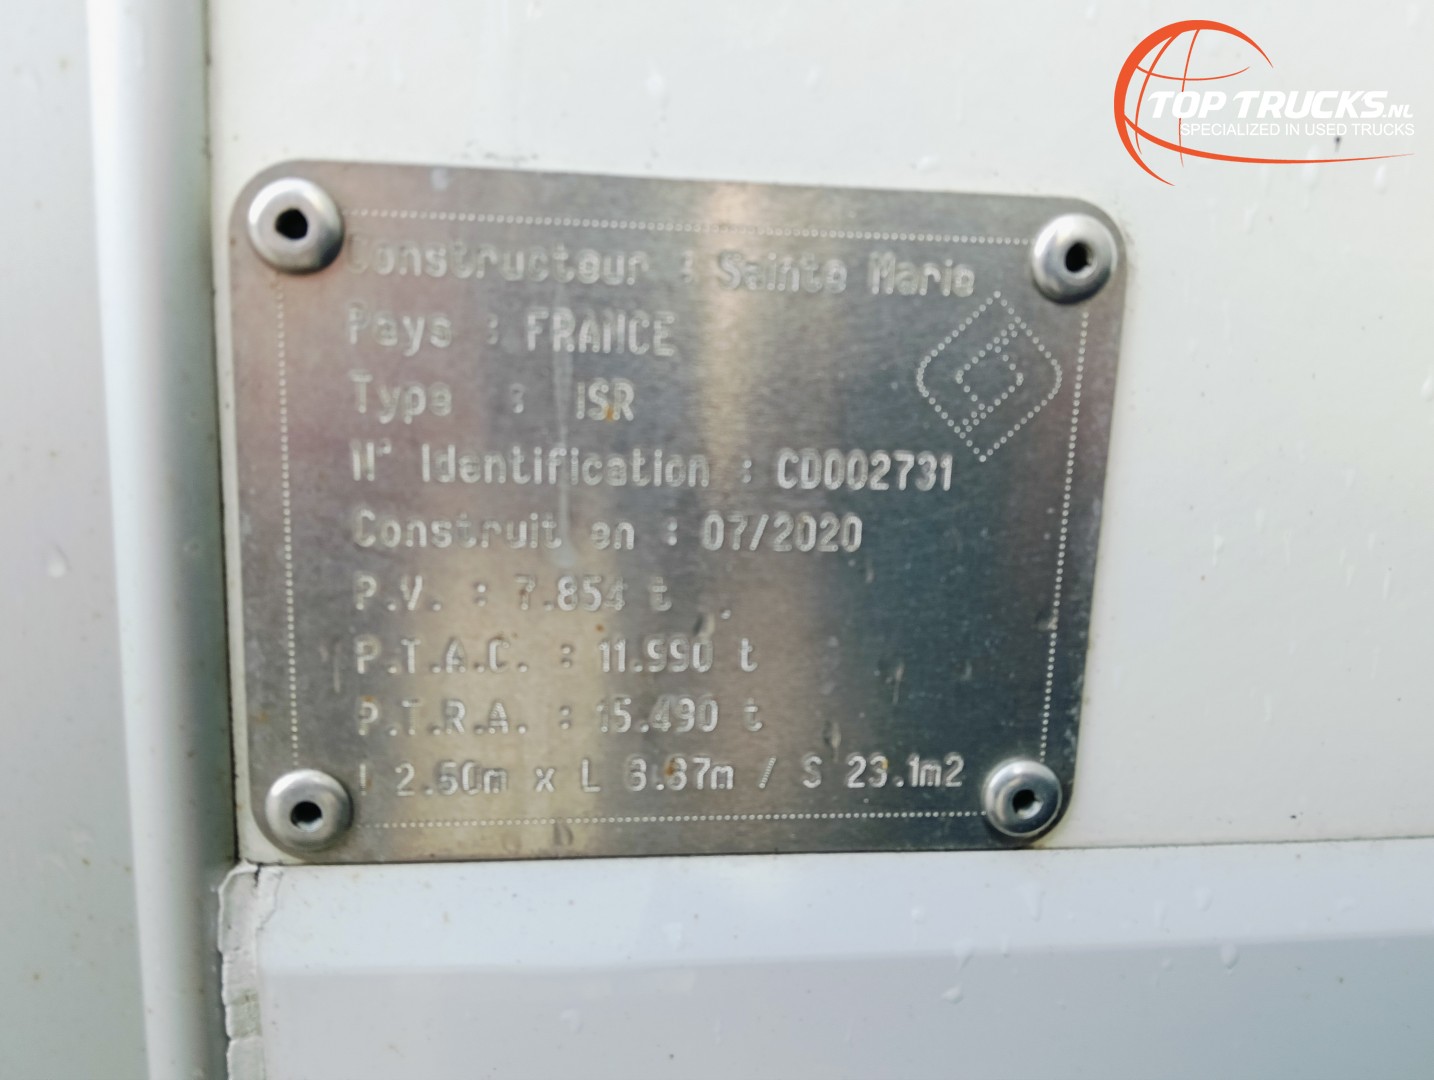 TOP TRUCKS.NL
SPECIALIZED IN USED TRUCKS
Constructeur : Sainte Marie
Pays : FRANCE
Type : ISR
N° Identification : CD002731
Construit en : 07/2020
P.V. : 7.854 t
P.T.A.C. : 11.990 t
P.T.R.A. : 15.490 t
l 2.60m x L 8.87m / S 23.1m2